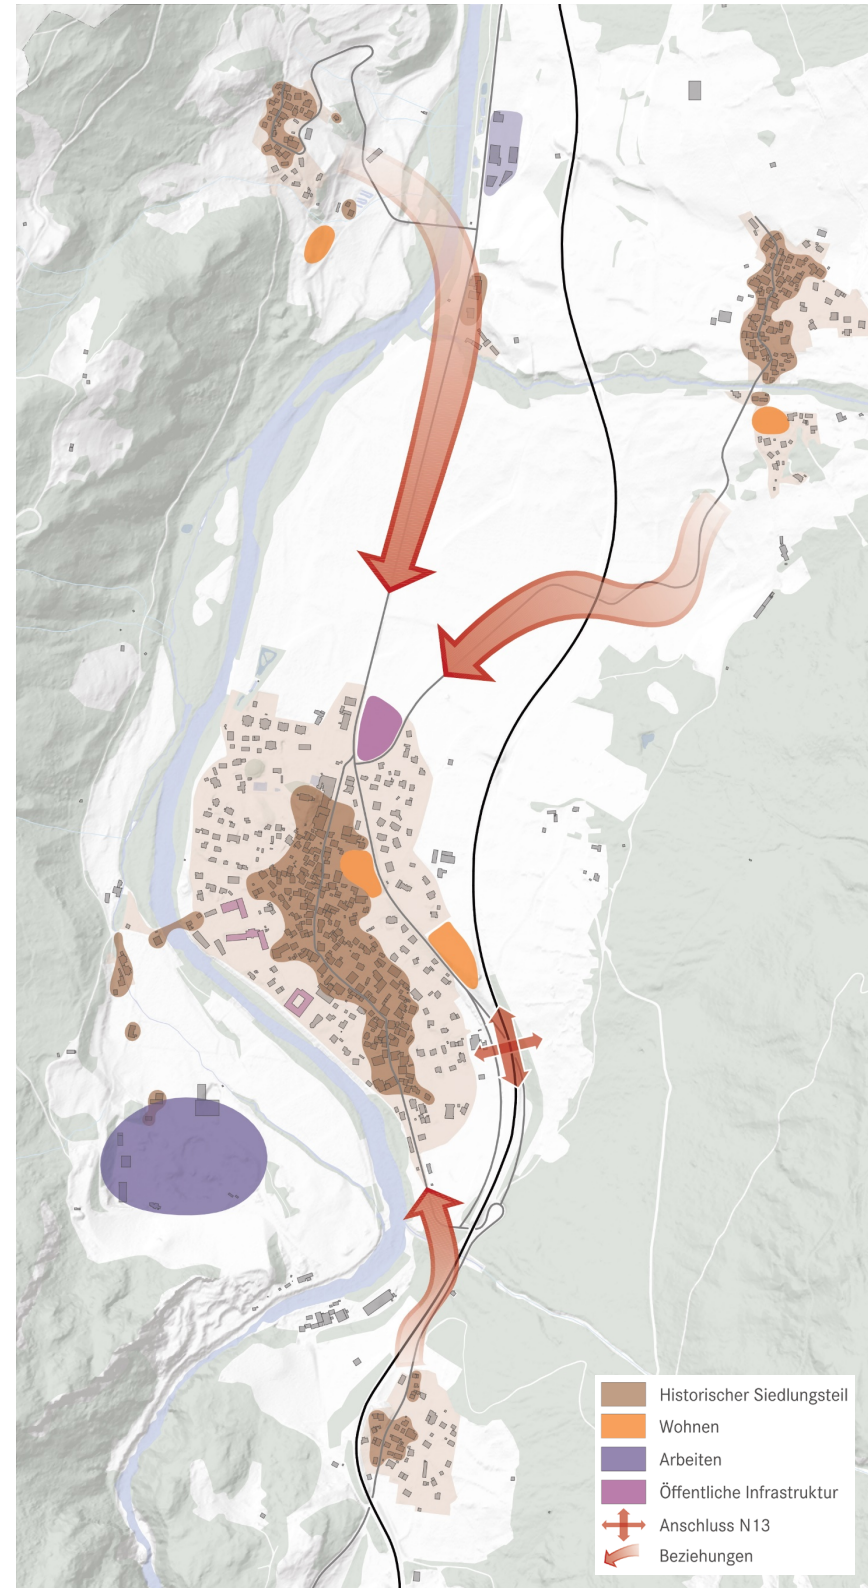 Historischer Siedlungsteil
Wohnen
Arbeiten
Öffentliche Infrastruktur
Anschluss N13
Beziehungen